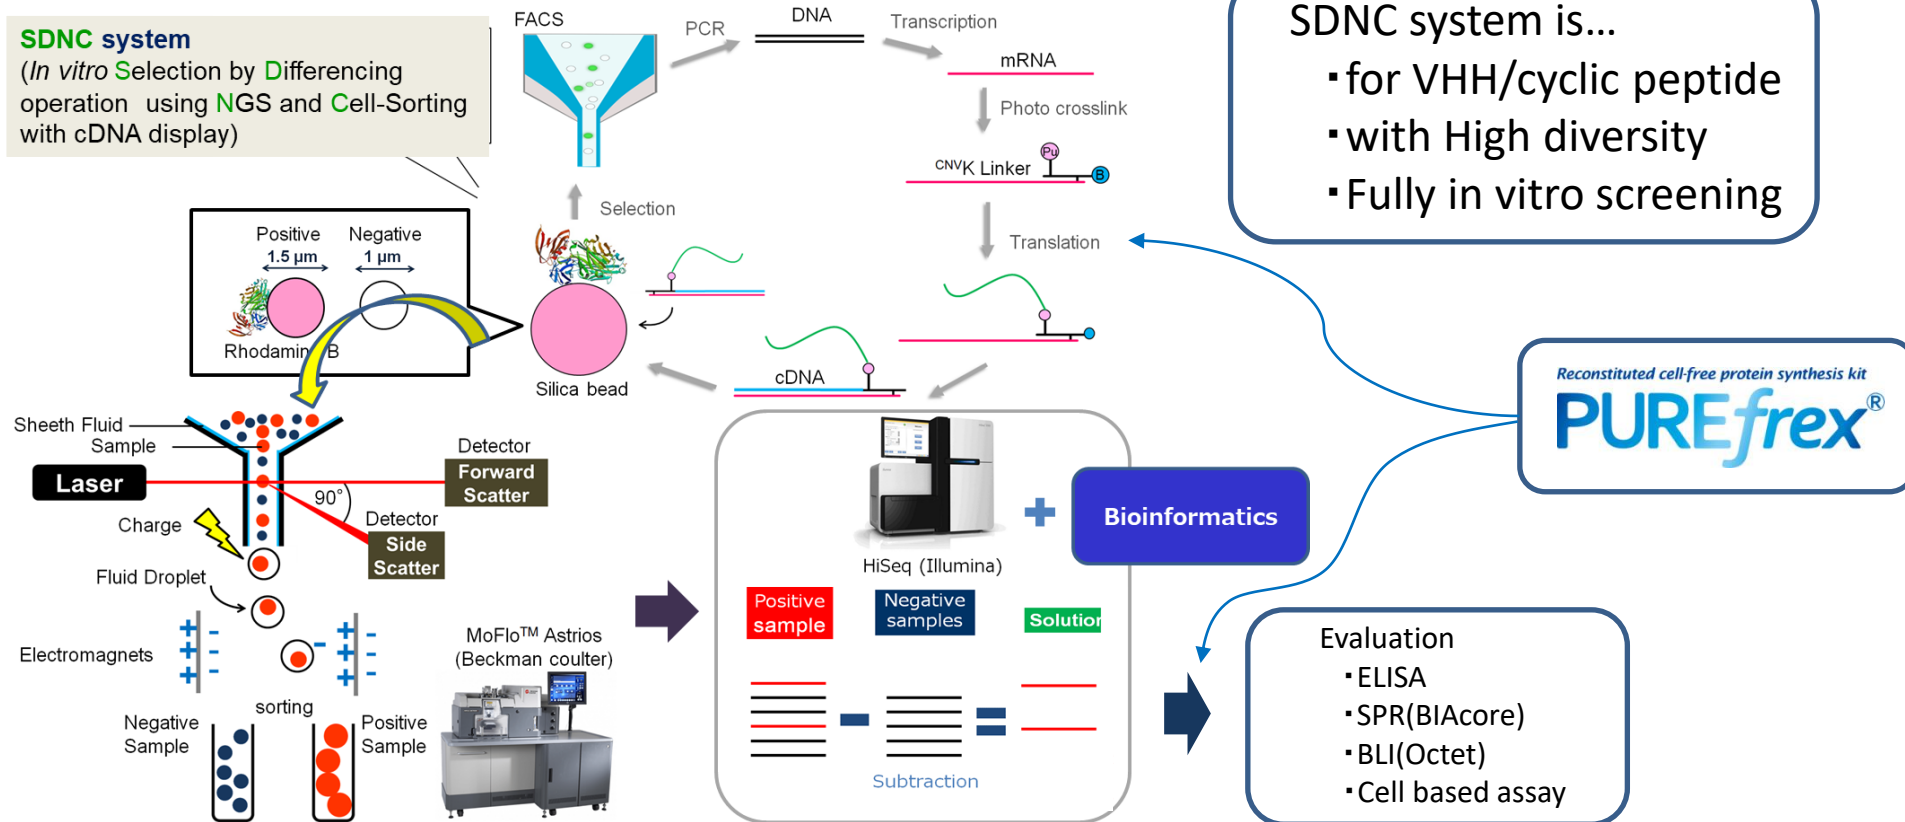 SDNC system
(In vitro Selection by Differencing
operation using NGS and Cell-Sorting
with cDNA display)
FACS
PCR
DNA
Transcription
mRNA
Photo crosslink
Pu
CNVK Linker
B
Translation
Selection
Positive
1.5 µm
Negative
1 µm
Rhodamin B
Silica bead
cDNA
SDNC system is...
・for VHH/cyclic peptide
・with High diversity
・Fully in vitro screening
Reconstituted cell-free protein synthesis kit
PUREfrex®
Sheeth Fluid
Sample
Laser
Detector
Forward
Scatter
90°
Detector
Side
Scatter
Charge
Fluid Droplet
Electromagnets
sorting
Negative
Sample
Positive
Sample
MoFlo™ Astrios
(Beckman coulter)
HiSeq (Illumina)
+
Bioinformatics
Positive
sample
Negative
samples
Solution
Subtraction
Evaluation
・ELISA
・SPR(BIAcore)
・BLI(Octet)
・Cell based assay